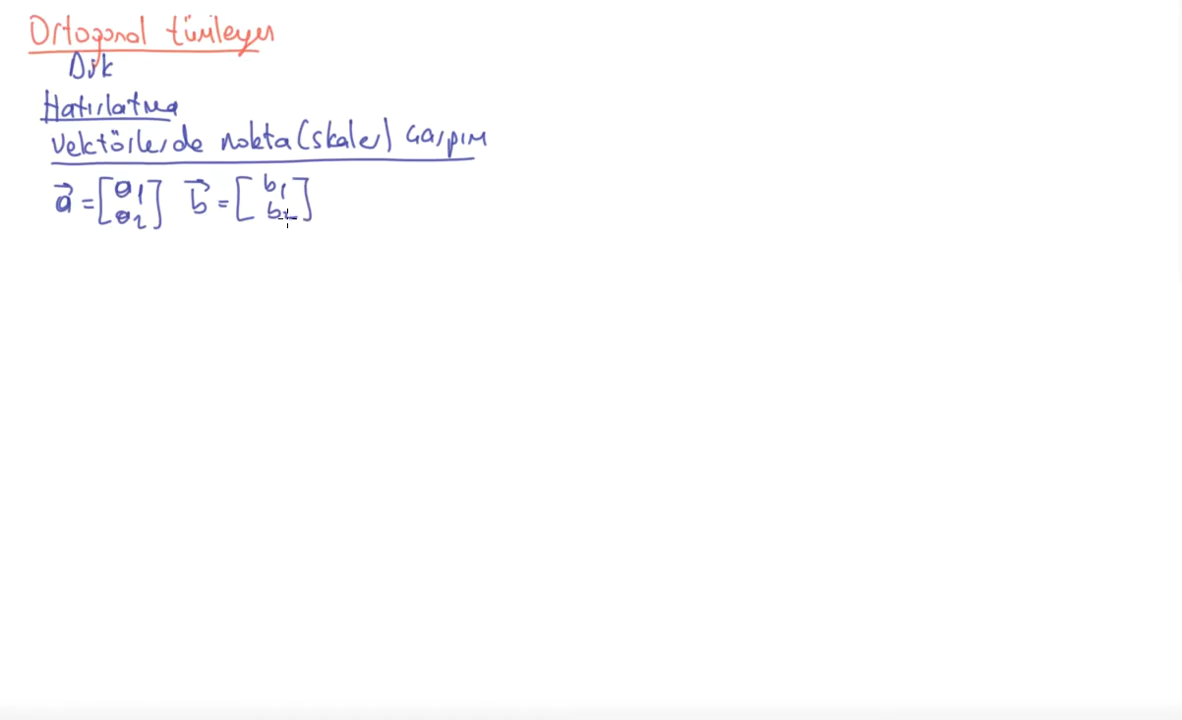 Ortogonal tümleyen
Dik
Hatırlatma
Vektörlerde nokta (skaler) çarpım
a⃗ = [a₁ a₂] b⃗ = [b₁ b₂]